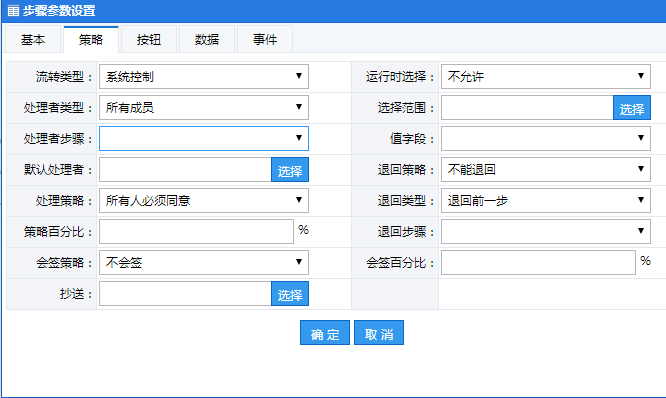 步骤参数设置
基本 策略 按钮 数据 事件
流转类型： 系统控制 运行时选择： 不允许
处理者类型： 所有成员 选择范围： 选择
处理者步骤： 值字段：
默认处理者： 选择 退回策略： 不能退回
处理策略： 所有人必须同意 退回类型： 退回前一步
策略百分比： % 退回步骤：
会签策略： 不会签 会签百分比： %
抄送： 选择
确 定 取 消